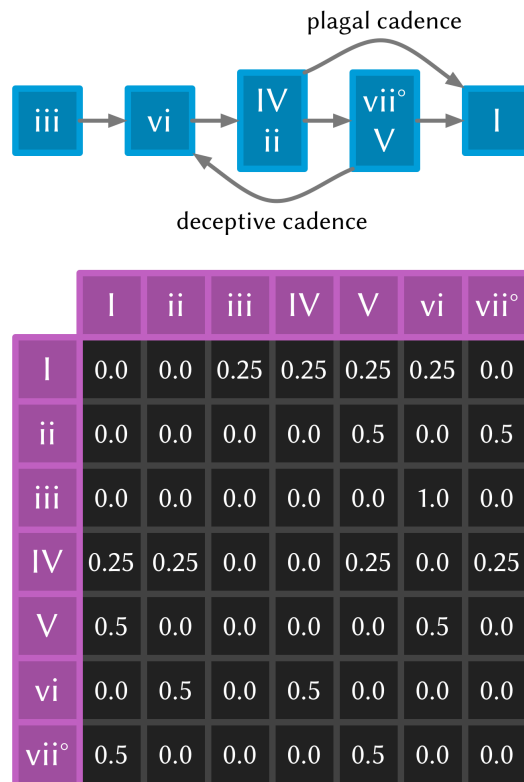 plagal cadence
iii vi IV ii vii° V I
deceptive cadence
I ii iii IV V vi vii°
I 0.0 0.0 0.25 0.25 0.25 0.25 0.0
ii 0.0 0.0 0.0 0.0 0.5 0.0 0.5
iii 0.0 0.0 0.0 0.0 0.0 1.0 0.0
IV 0.25 0.25 0.0 0.0 0.25 0.0 0.25
V 0.5 0.0 0.0 0.0 0.0 0.5 0.0
vi 0.0 0.5 0.0 0.5 0.0 0.0 0.0
vii° 0.5 0.0 0.0 0.0 0.5 0.0 0.0